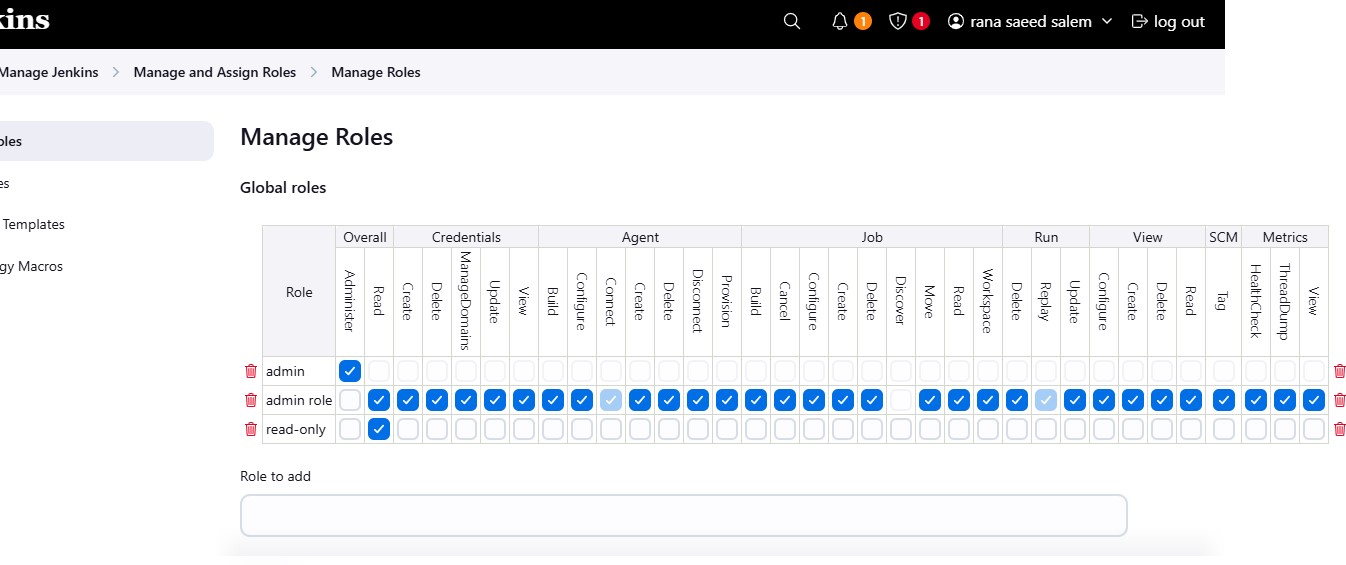 kins
1
1
rana saeed salem
log out
Manage Jenkins
Manage and Assign Roles
Manage Roles
oles
es
Templates
gy Macros
Manage Roles
Global roles
Role Overall Credentials Agent Job Run View SCM Metrics
Administer Read Create Delete ManageDomains Update View Build Configure Connect Create Delete Disconnect Provision Build Cancel Configure Create Delete Discover Move Read Workspace Delete Replay Update Configure Create Delete Read Tag HealthCheck ThreadDump View
admin
admin role
read-only
Role to add